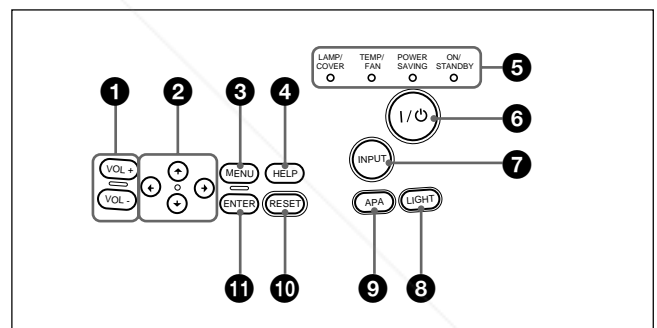 LAMP/ TEMP/ POWER ON/
COVER FAN SAVING STANDBY
5
1 2 3 4
I / ⏻
6
VOL +
MENU HELP
INPUT
7
VOL -
ENTER RESET
APA LIGHT
11 10 9 8